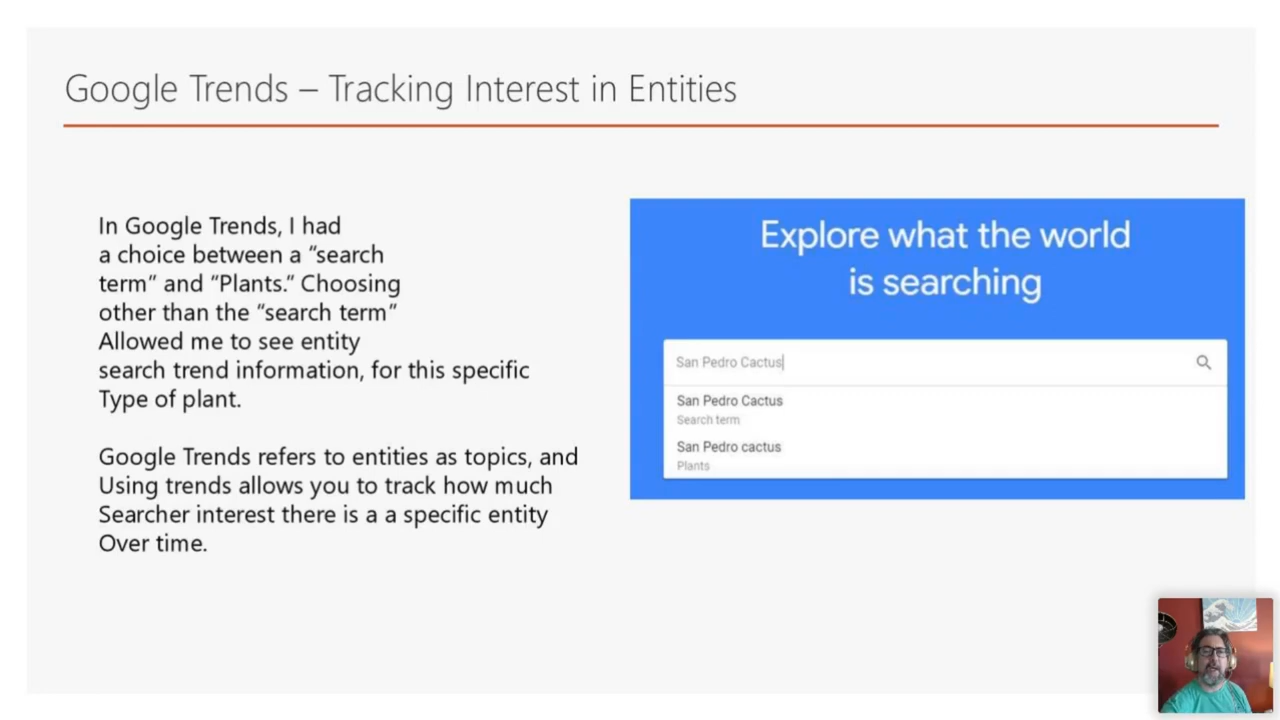 Google Trends – Tracking Interest in Entities
In Google Trends, I had
a choice between a “search
term” and “Plants.” Choosing
other than the “search term”
Allowed me to see entity
search trend information, for this specific
Type of plant.
Google Trends refers to entities as topics, and
Using trends allows you to track how much
Searcher interest there is a a specific entity
Over time.
Explore what the world
is searching
San Pedro Cactus
San Pedro Cactus
Search term
San Pedro cactus
Plants